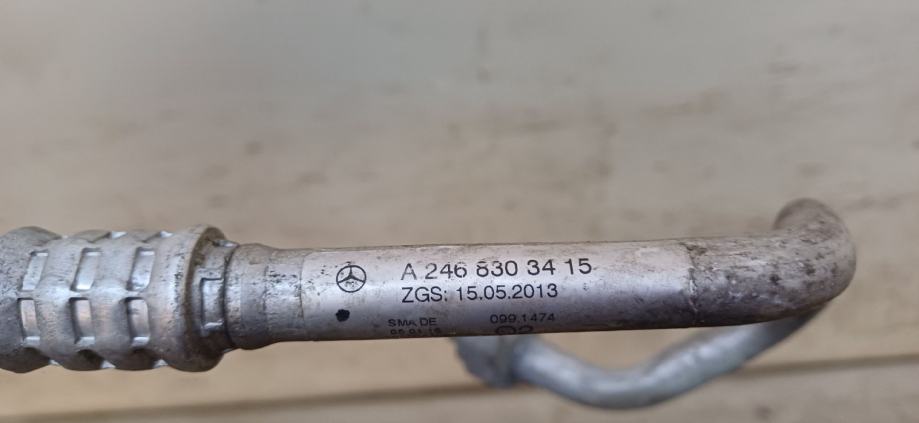 A 246 830 34 15
ZGS: 15.05.2013
SMA DE 099.1474